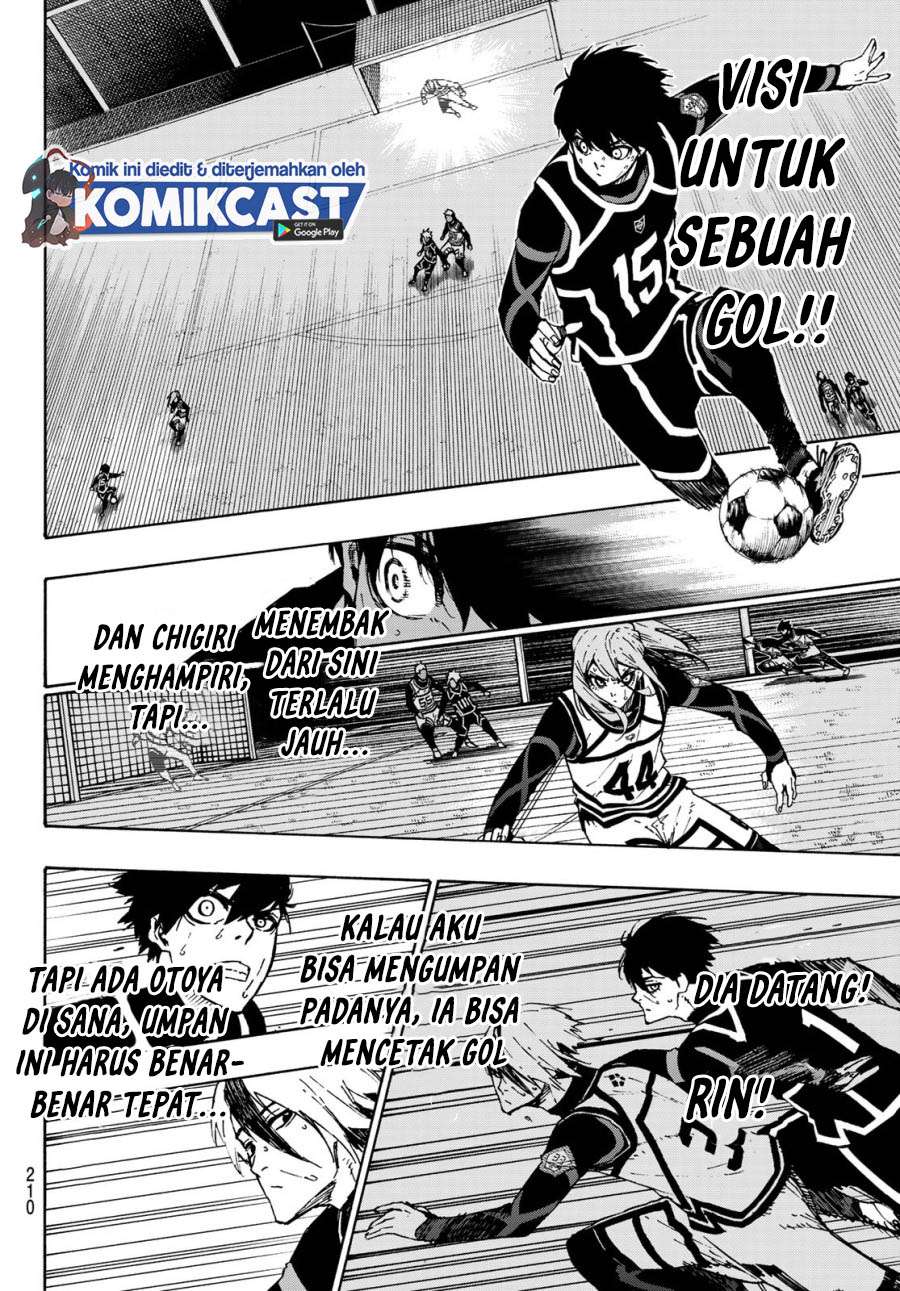 VISI
UNTUK
SEBUAH
GOL!!
Komik ini diedit & diterjemahkan oleh
KOMIKCAST
GET IT ON
Google Play
15
MENEMBAK
DARI SINI
TERLALU
JAUH...
DAN CHIGIRI
MENGHAMPIRI,
TAPI...
44
DIA DATANG!
RIN!
KALAU AKU
BISA MENGUMPAN
PADANYA, IA BISA
MENCETAK GOL
TAPI ADA OTOYA
DI SANA, UMPAN
INI HARUS BENAR-
BENAR TEPAT...
210